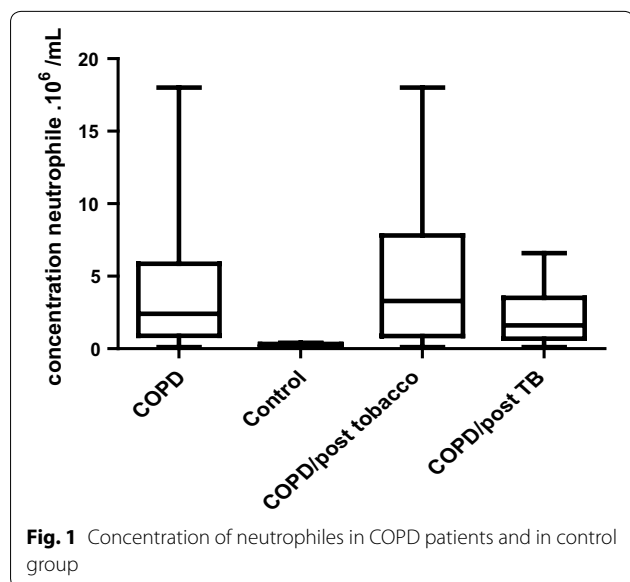 concentration neutrophile .10⁶ /mL
20
15
10
5
0
COPD
Control
COPD/post tobacco
COPD/post TB
Fig. 1 Concentration of neutrophiles in COPD patients and in control
group